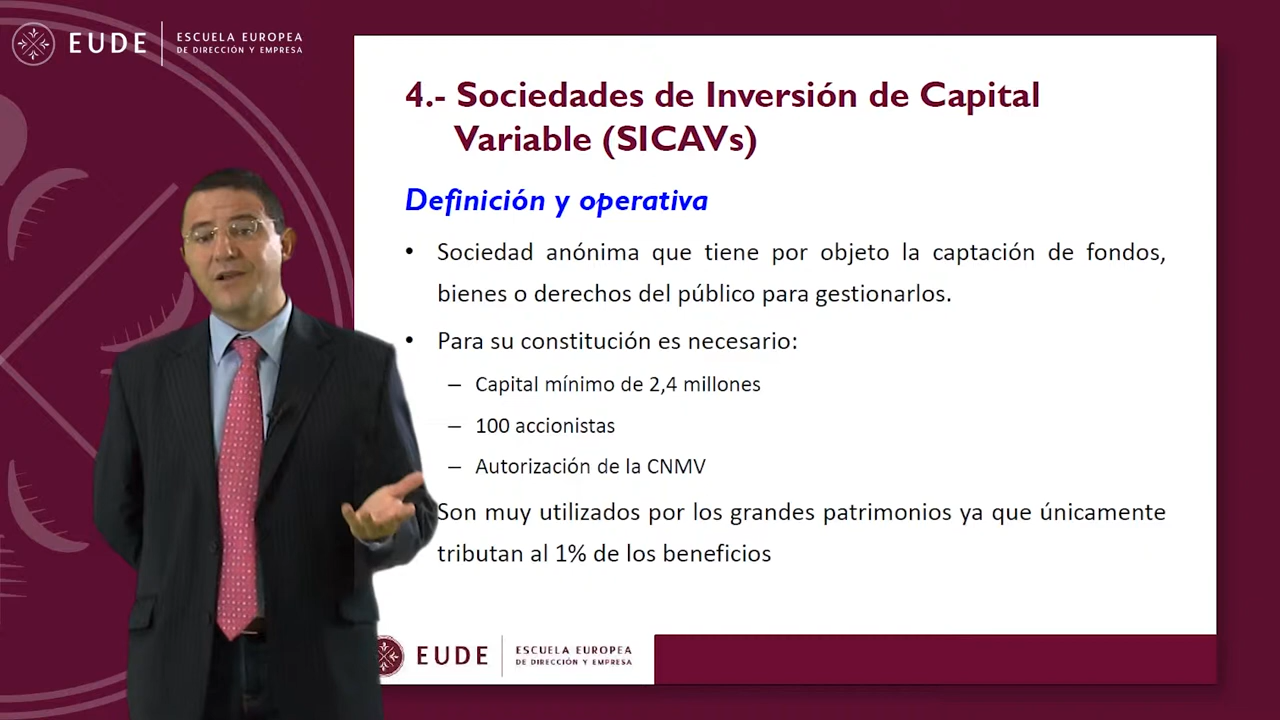 EUDE
ESCUELA EUROPEA
DE DIRECCIÓN Y EMPRESA
4.- Sociedades de Inversión de Capital
Variable (SICAVs)
Definición y operativa
• Sociedad anónima que tiene por objeto la captación de fondos,
bienes o derechos del público para gestionarlos.
• Para su constitución es necesario:
– Capital mínimo de 2,4 millones
– 100 accionistas
– Autorización de la CNMV
Son muy utilizados por los grandes patrimonios ya que únicamente
tributan al 1% de los beneficios
EUDE
ESCUELA EUROPEA
DE DIRECCIÓN Y EMPRESA